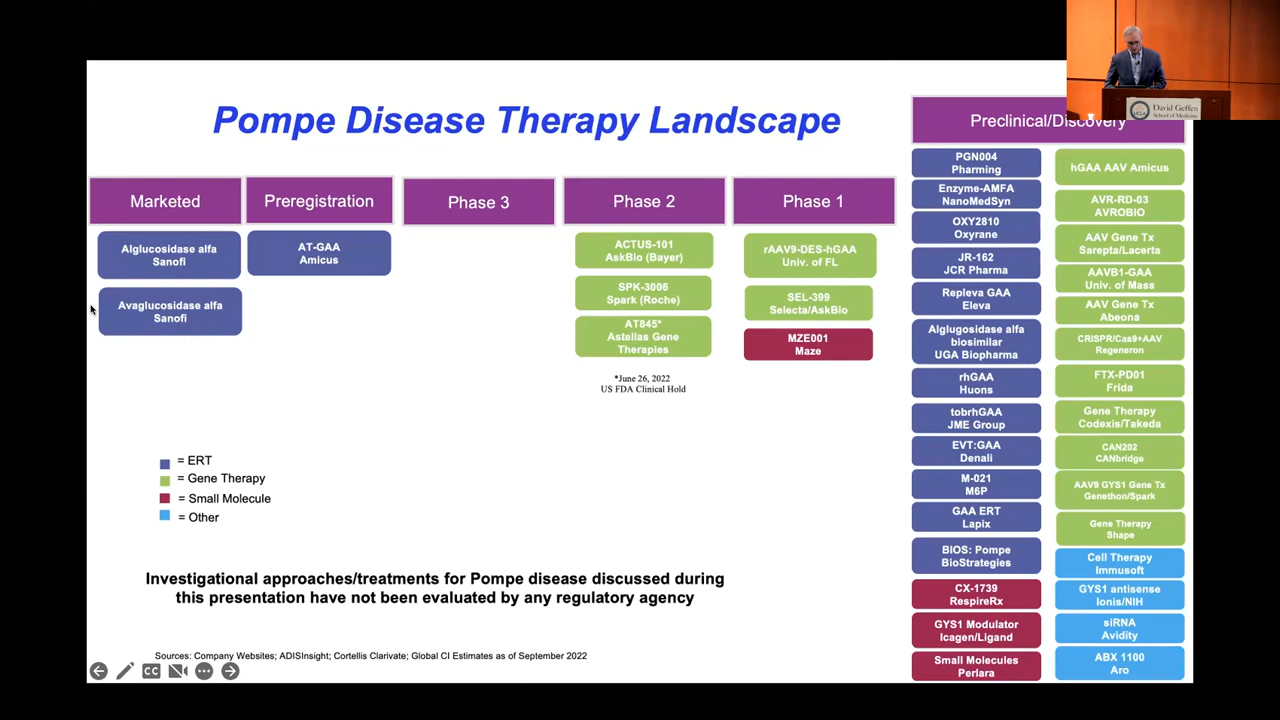 Pompe Disease Therapy Landscape
Marketed
Alglucosidase alfa
Sanofi
Avaglucosidase alfa
Sanofi
Preregistration
AT-GAA
Amicus
Phase 3
Phase 2
ACTUS-101
AskBio (Bayer)
SPK-3006
Spark (Roche)
AT845*
Astellas Gene
Therapies
*June 26, 2022
US FDA Clinical Hold
Phase 1
rAAV9-DES-hGAA
Univ. of FL
SEL-399
Selecta/AskBio
MZE001
Maze
Preclinical/Discovery
PGN004
Pharming
Enzyme-AMFA
NanoMedSyn
OXY2810
Oxyrane
JR-162
JCR Pharma
Repleva GAA
Eleva
Alglugosidase alfa
biosimilar
UGA Biopharma
rhGAA
Huons
tobrhGAA
JME Group
EVT:GAA
Denali
M-021
M6P
GAA ERT
Lapix
BIOS: Pompe
BioStrategies
CX-1739
RespireRx
GYS1 Modulator
Icagen/Ligand
Small Molecules
Perlara
hGAA AAV Amicus
AVR-RD-03
AVROBIO
AAV Gene Tx
Sarepta/Lacerta
AAVB1-GAA
Univ. of Mass
AAV Gene Tx
Abeona
CRISPR/Cas9+AAV
Regeneron
FTX-PD01
Frida
Gene Therapy
Codexis/Takeda
CAN202
CANbridge
AAV9 GYS1 Gene Tx
Genethon/Spark
Gene Therapy
Shape
Cell Therapy
Immusoft
GYS1 antisense
Ionis/NIH
siRNA
Avidity
ABX 1100
Aro
= ERT
= Gene Therapy
= Small Molecule
= Other
Investigational approaches/treatments for Pompe disease discussed during
this presentation have not been evaluated by any regulatory agency
Sources: Company Websites; ADISInsight; Cortellis Clarivate; Global CI Estimates as of September 2022
CC
David Geffen
School of Medicine
UCLA